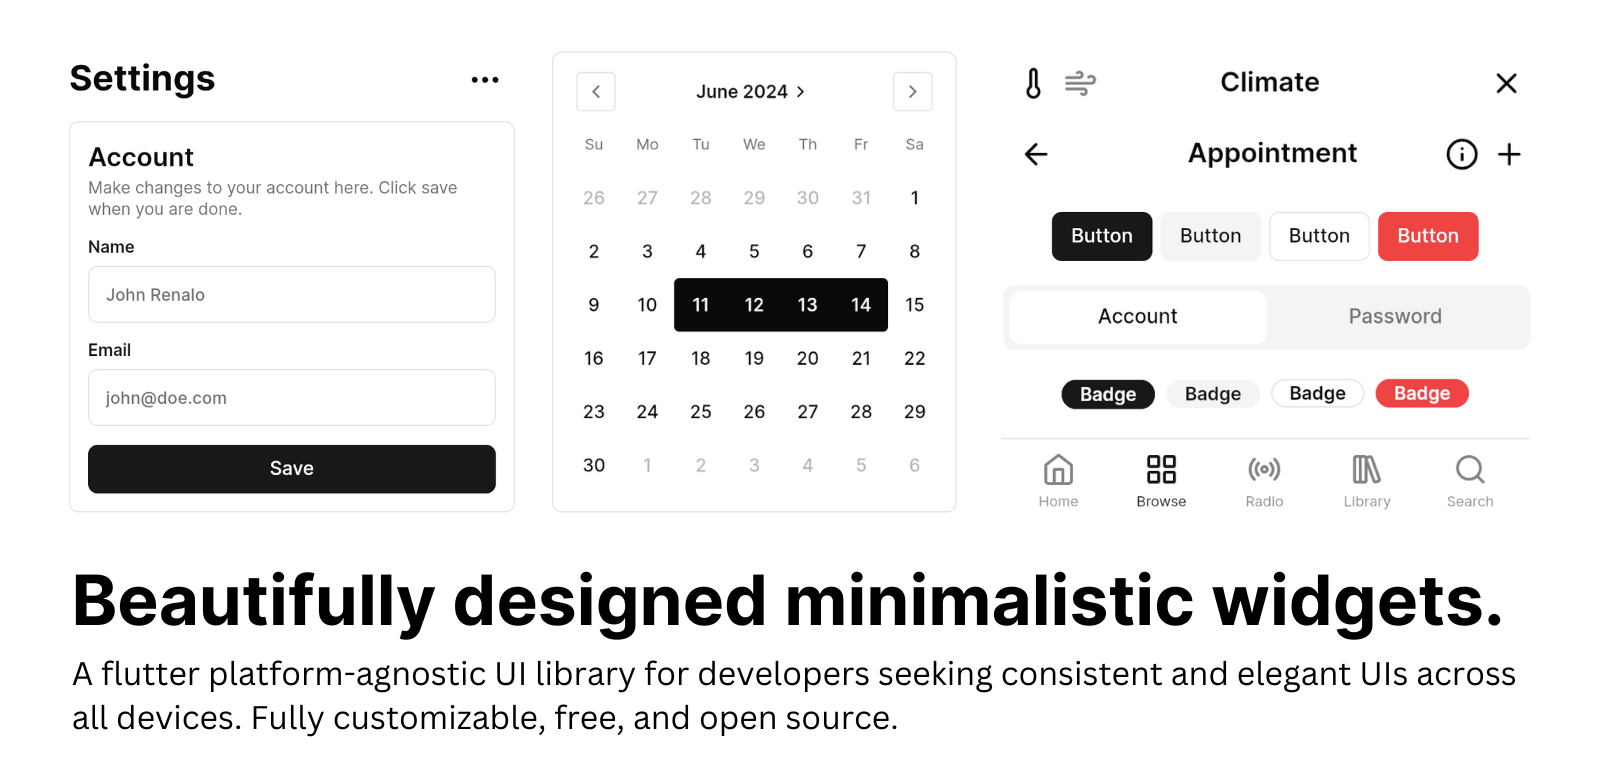 Settings
Account
Make changes to your account here. Click save
when you are done.
Name
John Renalo
Email
john@doe.com
Save
June 2024
Su Mo Tu We Th Fr Sa
26 27 28 29 30 31 1
2 3 4 5 6 7 8
9 10 11 12 13 14 15
16 17 18 19 20 21 22
23 24 25 26 27 28 29
30 1 2 3 4 5 6
Climate
Appointment
Button Button Button Button
Account Password
Badge Badge Badge Badge
Home Browse Radio Library Search
Beautifully designed minimalistic widgets.
A flutter platform-agnostic UI library for developers seeking consistent and elegant UIs across
all devices. Fully customizable, free, and open source.